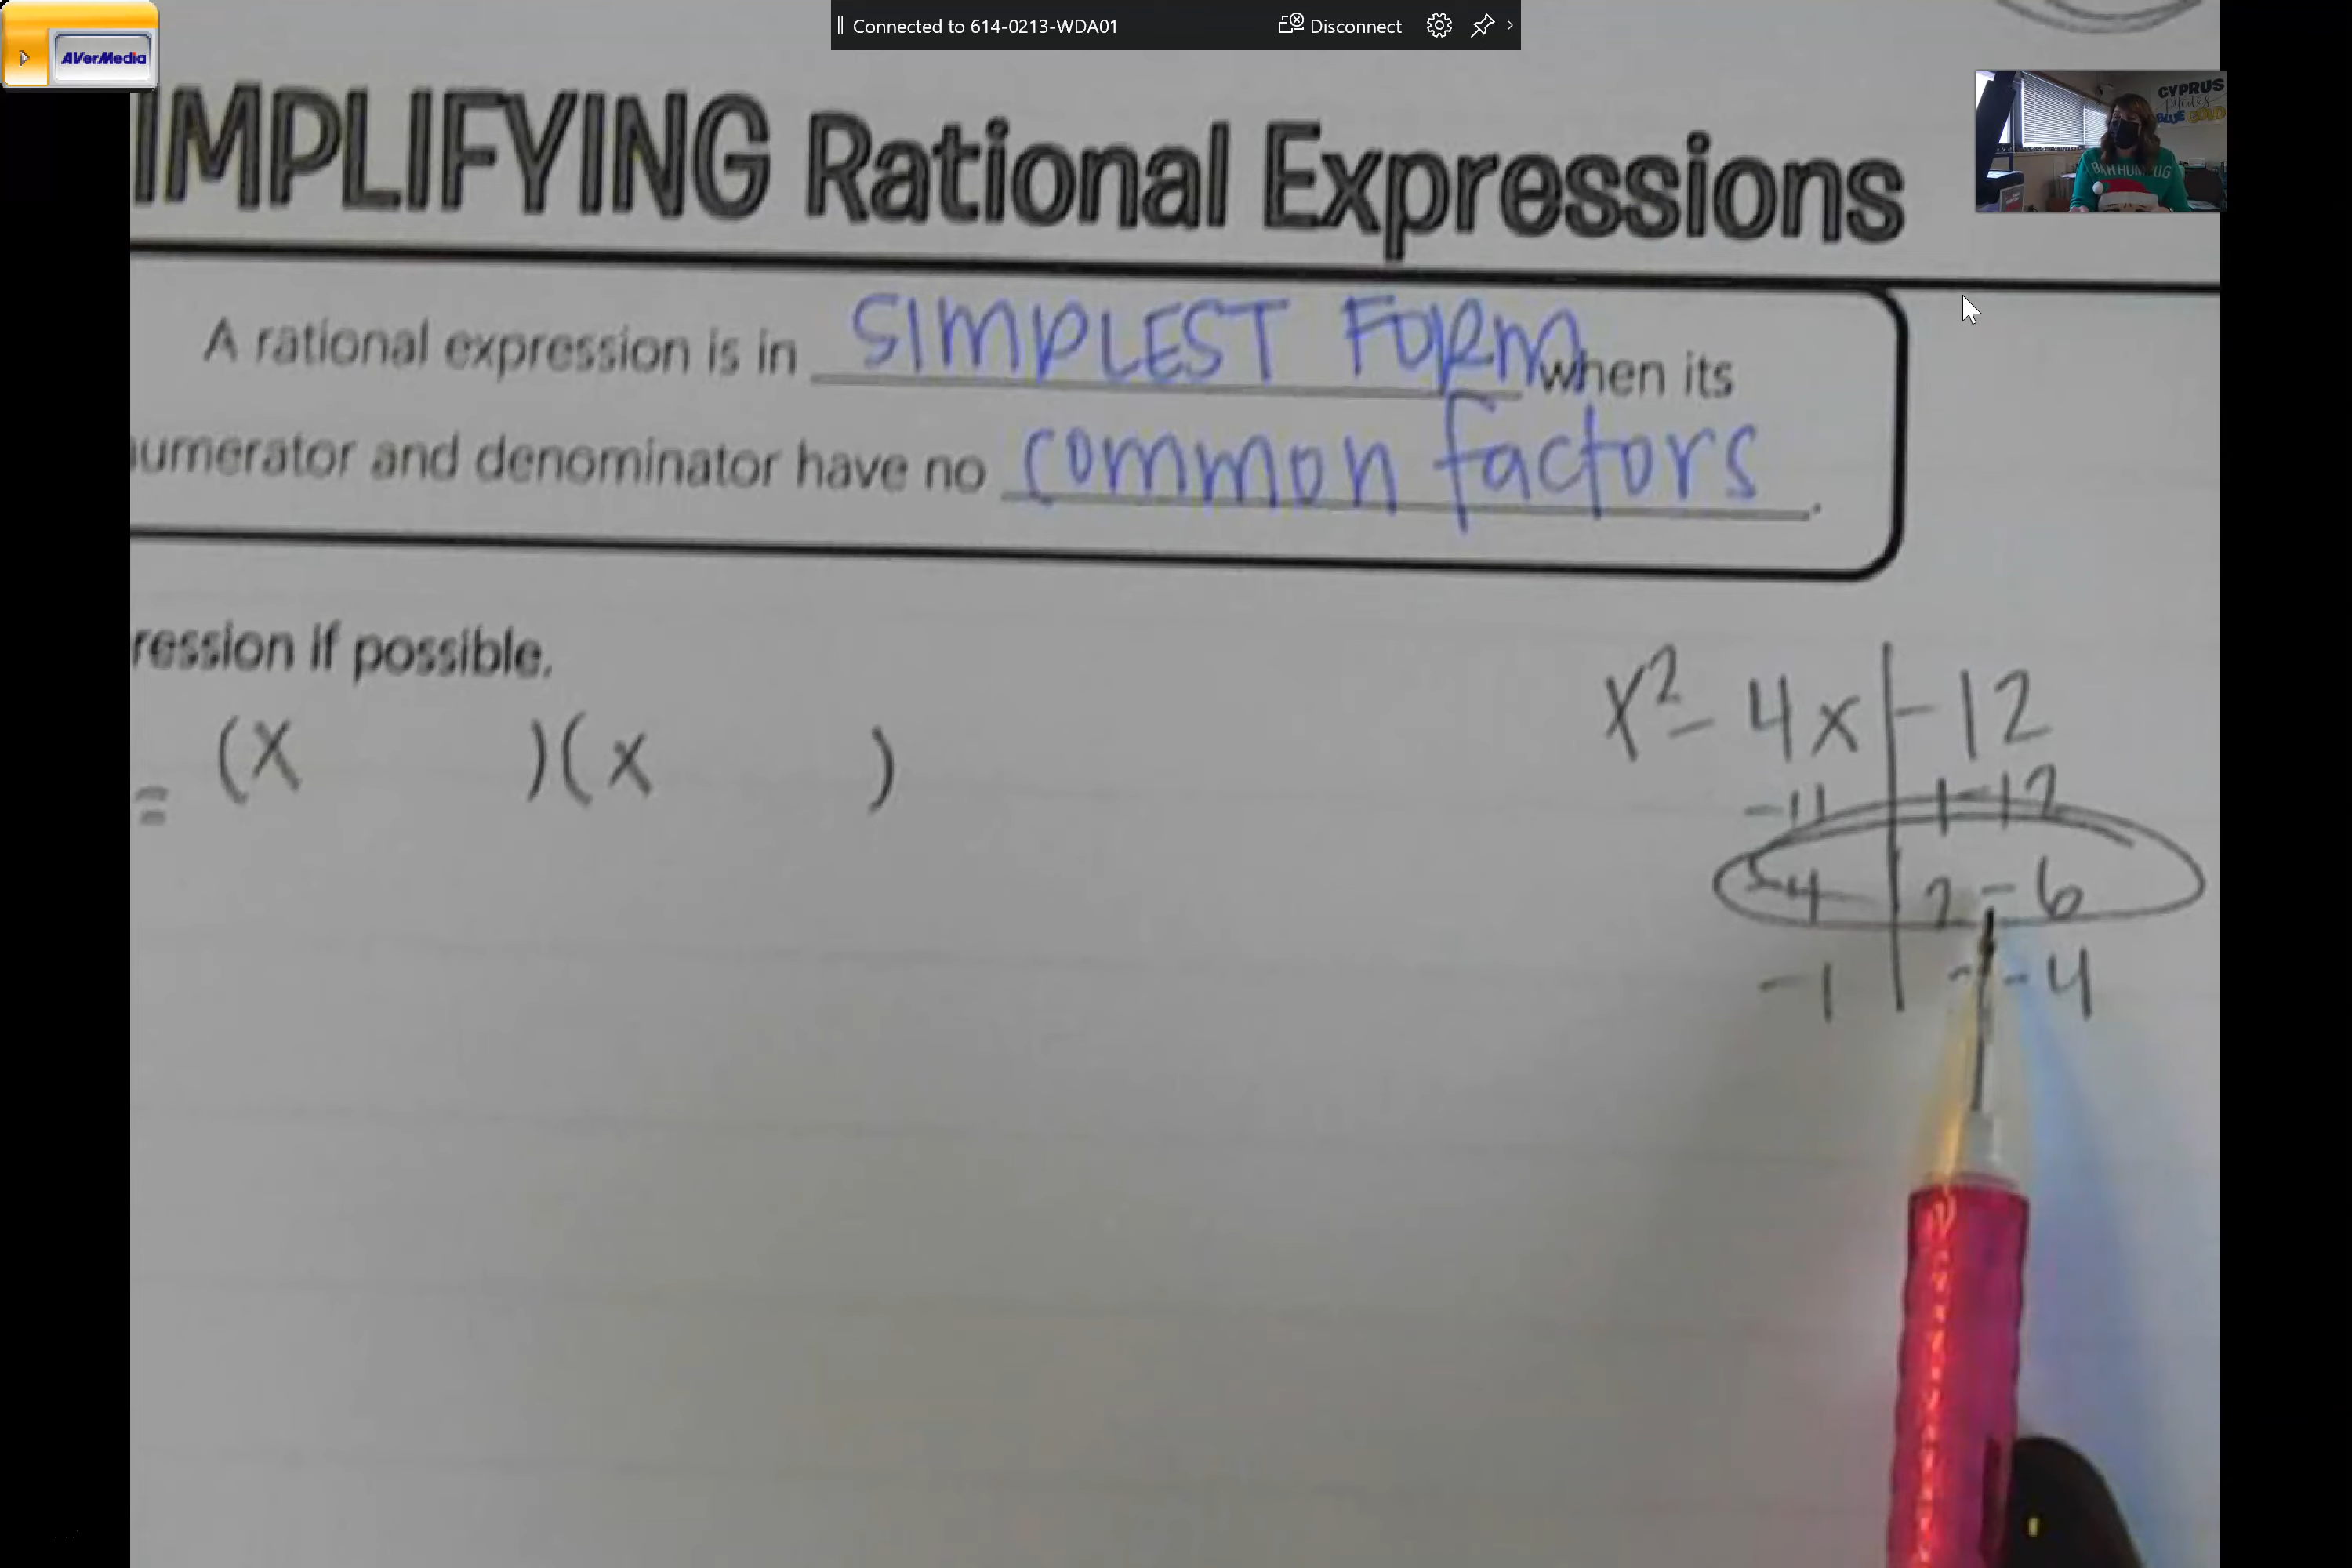 AVerMedia
Connected to 614-0213-WDA01 Disconnect
IMPLIFYING Rational Expressions
CYPRUS
BLUE GOLD
A rational expression is in SIMPLEST FORM when its
umerator and denominator have no common factors.
ression if possible.
= (x )(x )
x² - 4x - 12
-11 1 -12
-4 2 -6
-1 -4